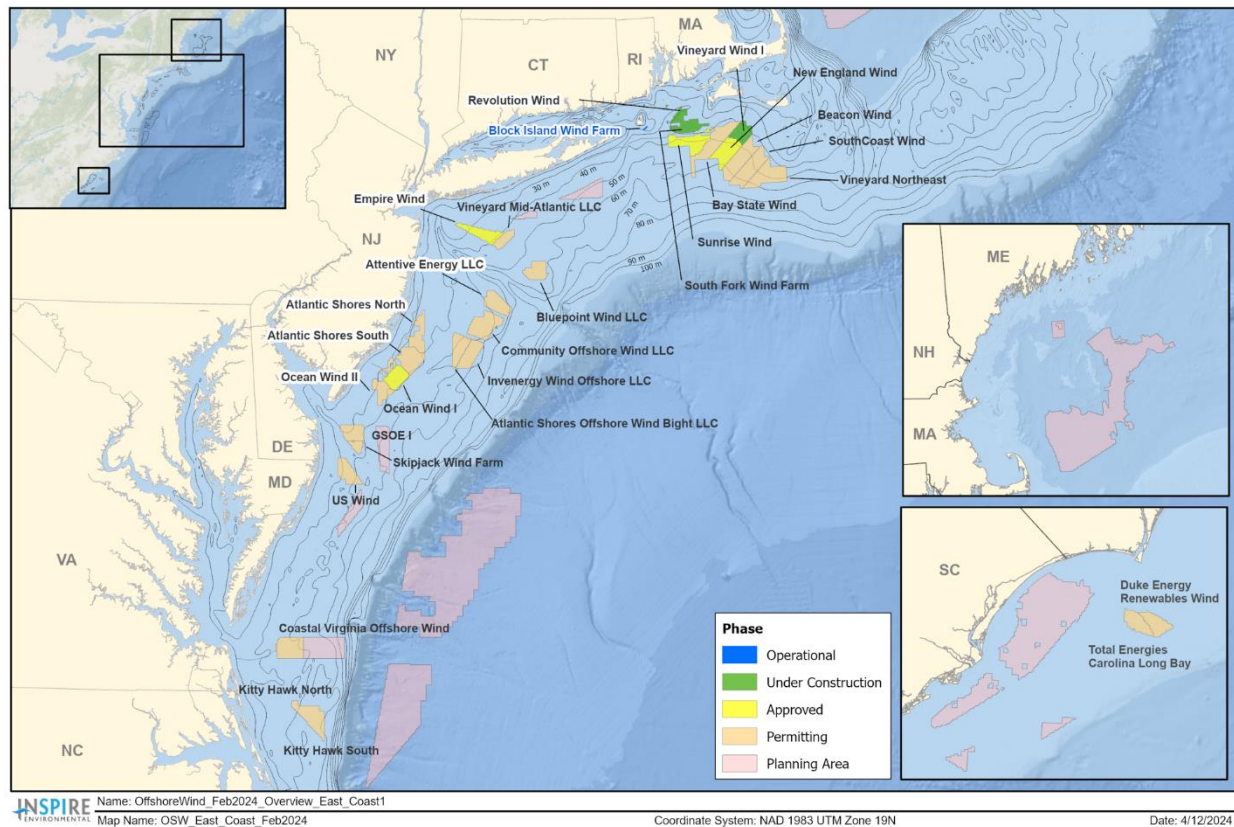 NY
CT
RI
MA
Vineyard Wind I
New England Wind
Revolution Wind
Block Island Wind Farm
Beacon Wind
SouthCoast Wind
Vineyard Northeast
Bay State Wind
Sunrise Wind
South Fork Wind Farm
30 m
40 m
50 m
60 m
70 m
80 m
90 m
100 m
Empire Wind
Vineyard Mid-Atlantic LLC
NJ
Attentive Energy LLC
Bluepoint Wind LLC
Atlantic Shores North
Atlantic Shores South
Community Offshore Wind LLC
Invenergy Wind Offshore LLC
Ocean Wind II
Ocean Wind I
Atlantic Shores Offshore Wind Bight LLC
GSOE I
DE
Skipjack Wind Farm
MD
US Wind
VA
Coastal Virginia Offshore Wind
Kitty Hawk North
Kitty Hawk South
NC
ME
NH
MA
SC
Duke Energy
Renewables Wind
Total Energies
Carolina Long Bay
Phase
Operational
Under Construction
Approved
Permitting
Planning Area
INSPIRE
ENVIRONMENTAL
Name: OffshoreWind_Feb2024_Overview_East_Coast1
Map Name: OSW_East_Coast_Feb2024
Coordinate System: NAD 1983 UTM Zone 19N
Date: 4/12/2024